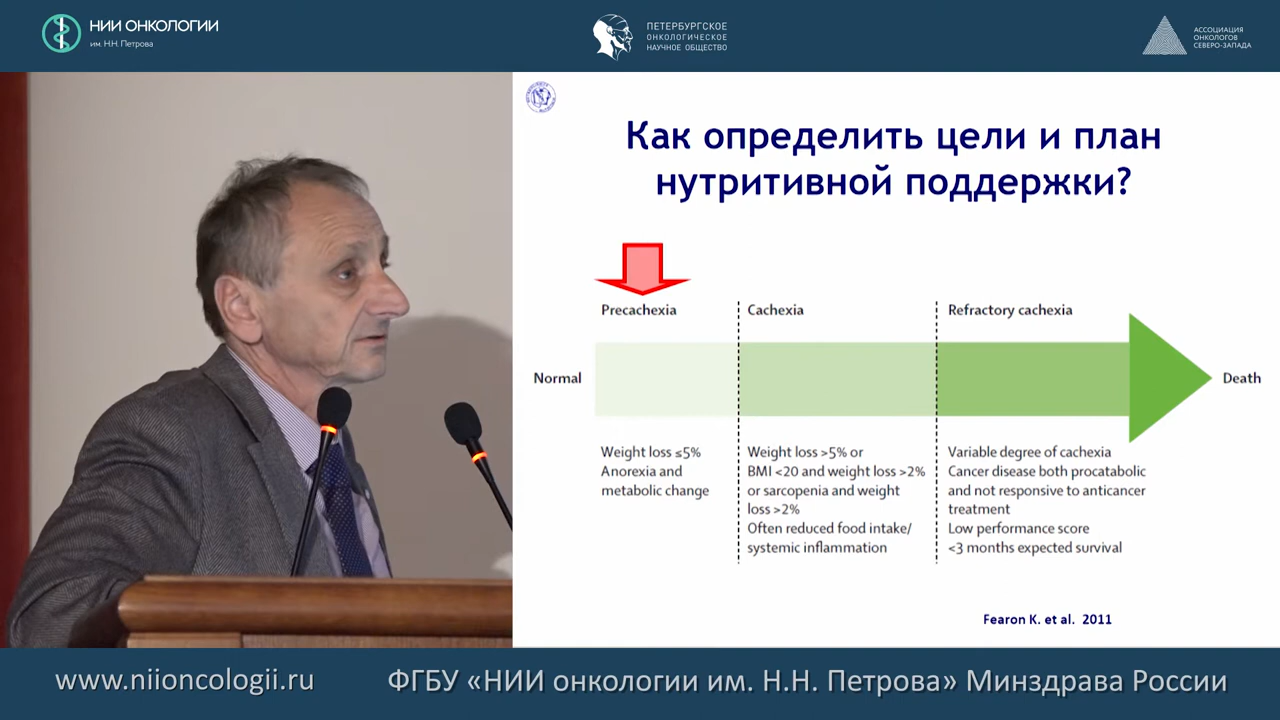 НИИ ОНКОЛОГИИ
им. Н.Н. Петрова
ПЕТЕРБУРГСКОЕ
ОНКОЛОГИЧЕСКОЕ
НАУЧНОЕ ОБЩЕСТВО
АССОЦИАЦИЯ
ОНКОЛОГОВ
СЕВЕРО-ЗАПАДА
Как определить цели и план
нутритивной поддержки?
Precachexia
Cachexia
Refractory cachexia
Normal
Death
Weight loss ≤5%
Anorexia and
metabolic change
Weight loss >5% or
BMI <20 and weight loss >2%
or sarcopenia and weight
loss >2%
Often reduced food intake/
systemic inflammation
Variable degree of cachexia
Cancer disease both procatabolic
and not responsive to anticancer
treatment
Low performance score
<3 months expected survival
Fearon K. et al. 2011
www.niioncologii.ru
ФГБУ «НИИ онкологии им. Н.Н. Петрова» Минздрава России